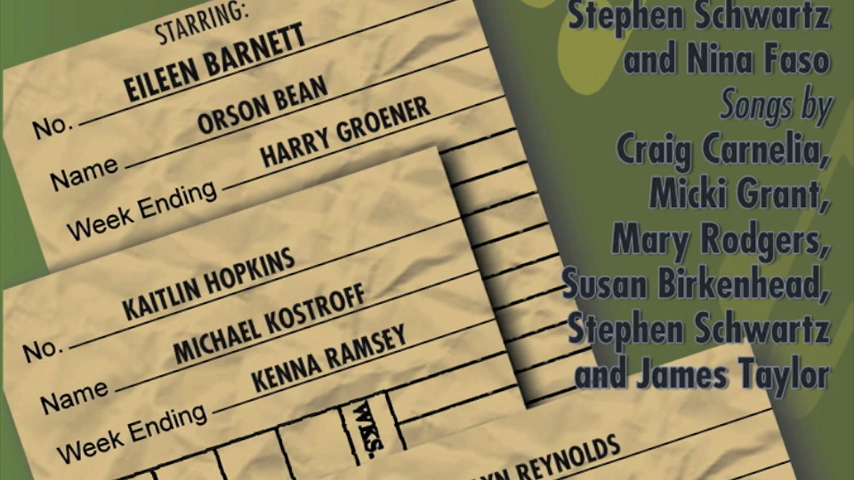 STARRING:
No. EILEEN BARNETT
Name ORSON BEAN
Week Ending HARRY GROENER
No. KAITLIN HOPKINS
Name MICHAEL KOSTROFF
Week Ending KENNA RAMSEY
WKS.
REYNOLDS
Stephen Schwartz
and Nina Faso
Songs by
Craig Carnelia,
Micki Grant,
Mary Rodgers,
Susan Birkenhead,
Stephen Schwartz
and James Taylor